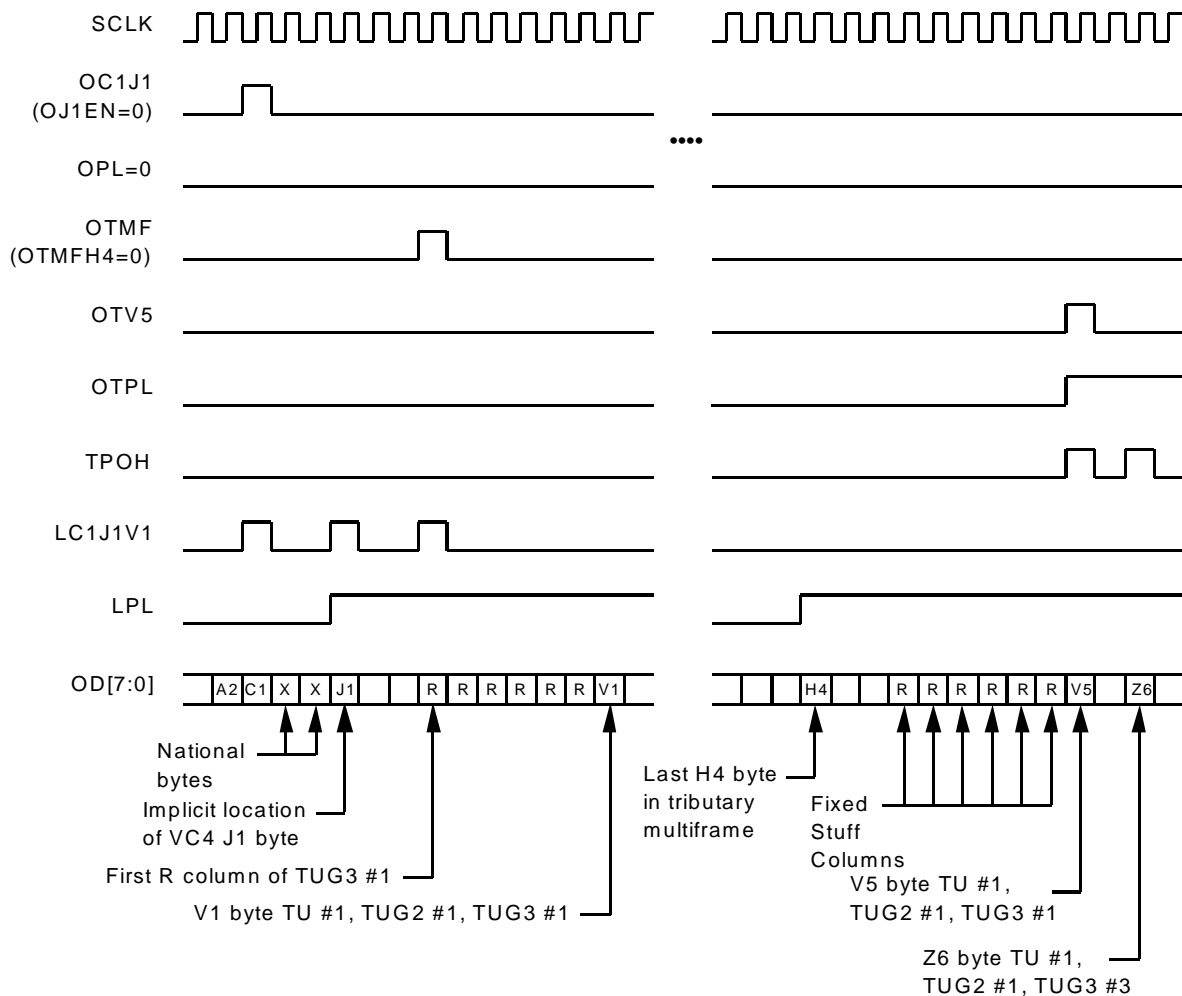 SCLK
OC1J1
(OJ1EN=0)
OPL=0
OTMF
(OTMFH4=0)
OTV5
OTPL
TPOH
LC1J1V1
LPL
OD[7:0]
A2 C1 X X J1 R R R R R R V1
H4 R R R R R R V5 Z6
National
bytes
Implicit location
of VC4 J1 byte
First R column of TUG3 #1
V1 byte TU #1, TUG2 #1, TUG3 #1
Last H4 byte
in tributary
multiframe
Fixed
Stuff
Columns
V5 byte TU #1,
TUG2 #1, TUG3 #1
Z6 byte TU #1,
TUG2 #1, TUG3 #3